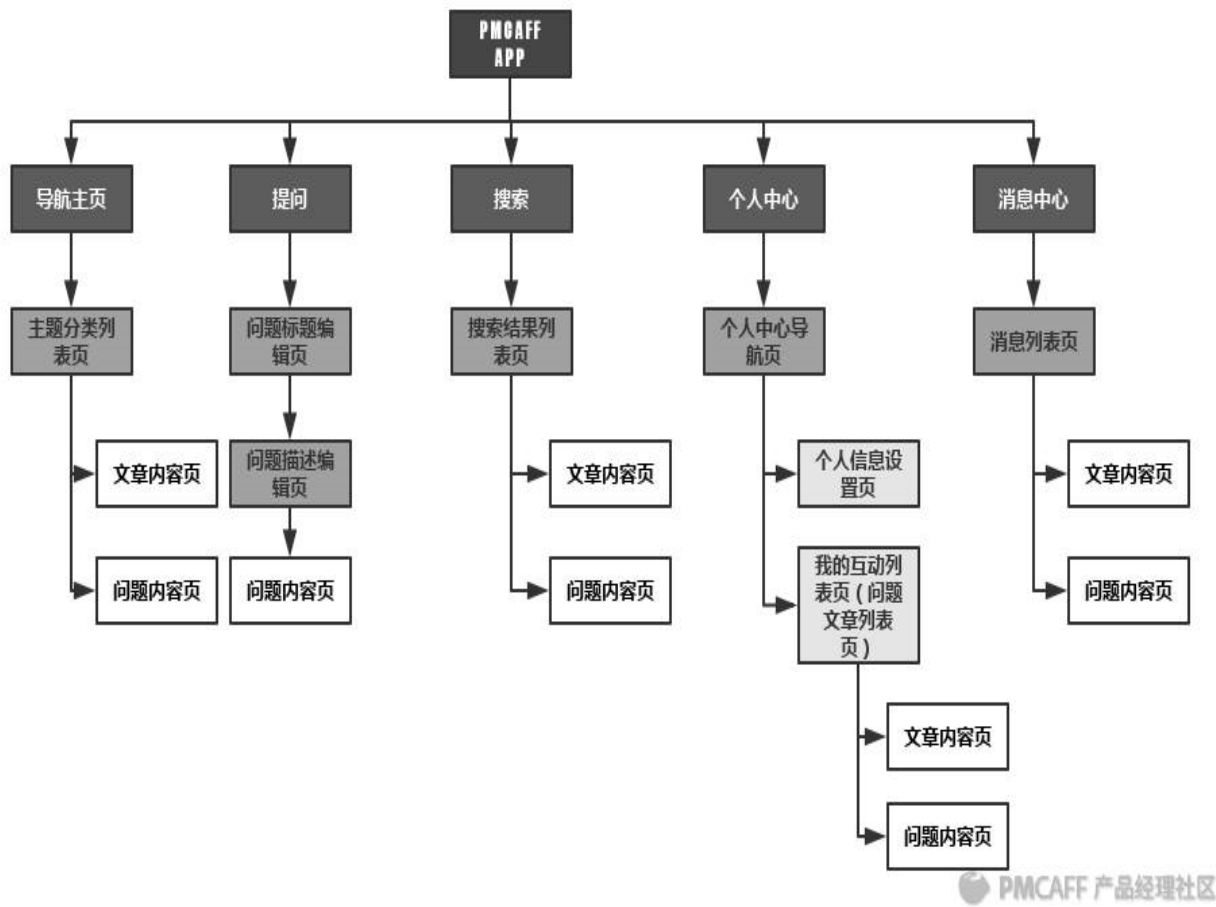 PMCAFF
APP
导航主页
提问
搜索
个人中心
消息中心
主题分类列
表页
问题标题编
辑页
搜索结果列
表页
个人中心导
航页
消息列表页
文章内容页
问题描述编
辑页
文章内容页
个人信息设
置页
文章内容页
问题内容页
问题内容页
问题内容页
我的互动列
表页（问题
文章列表
页）
问题内容页
文章内容页
问题内容页
PMCAFF 产品经理社区